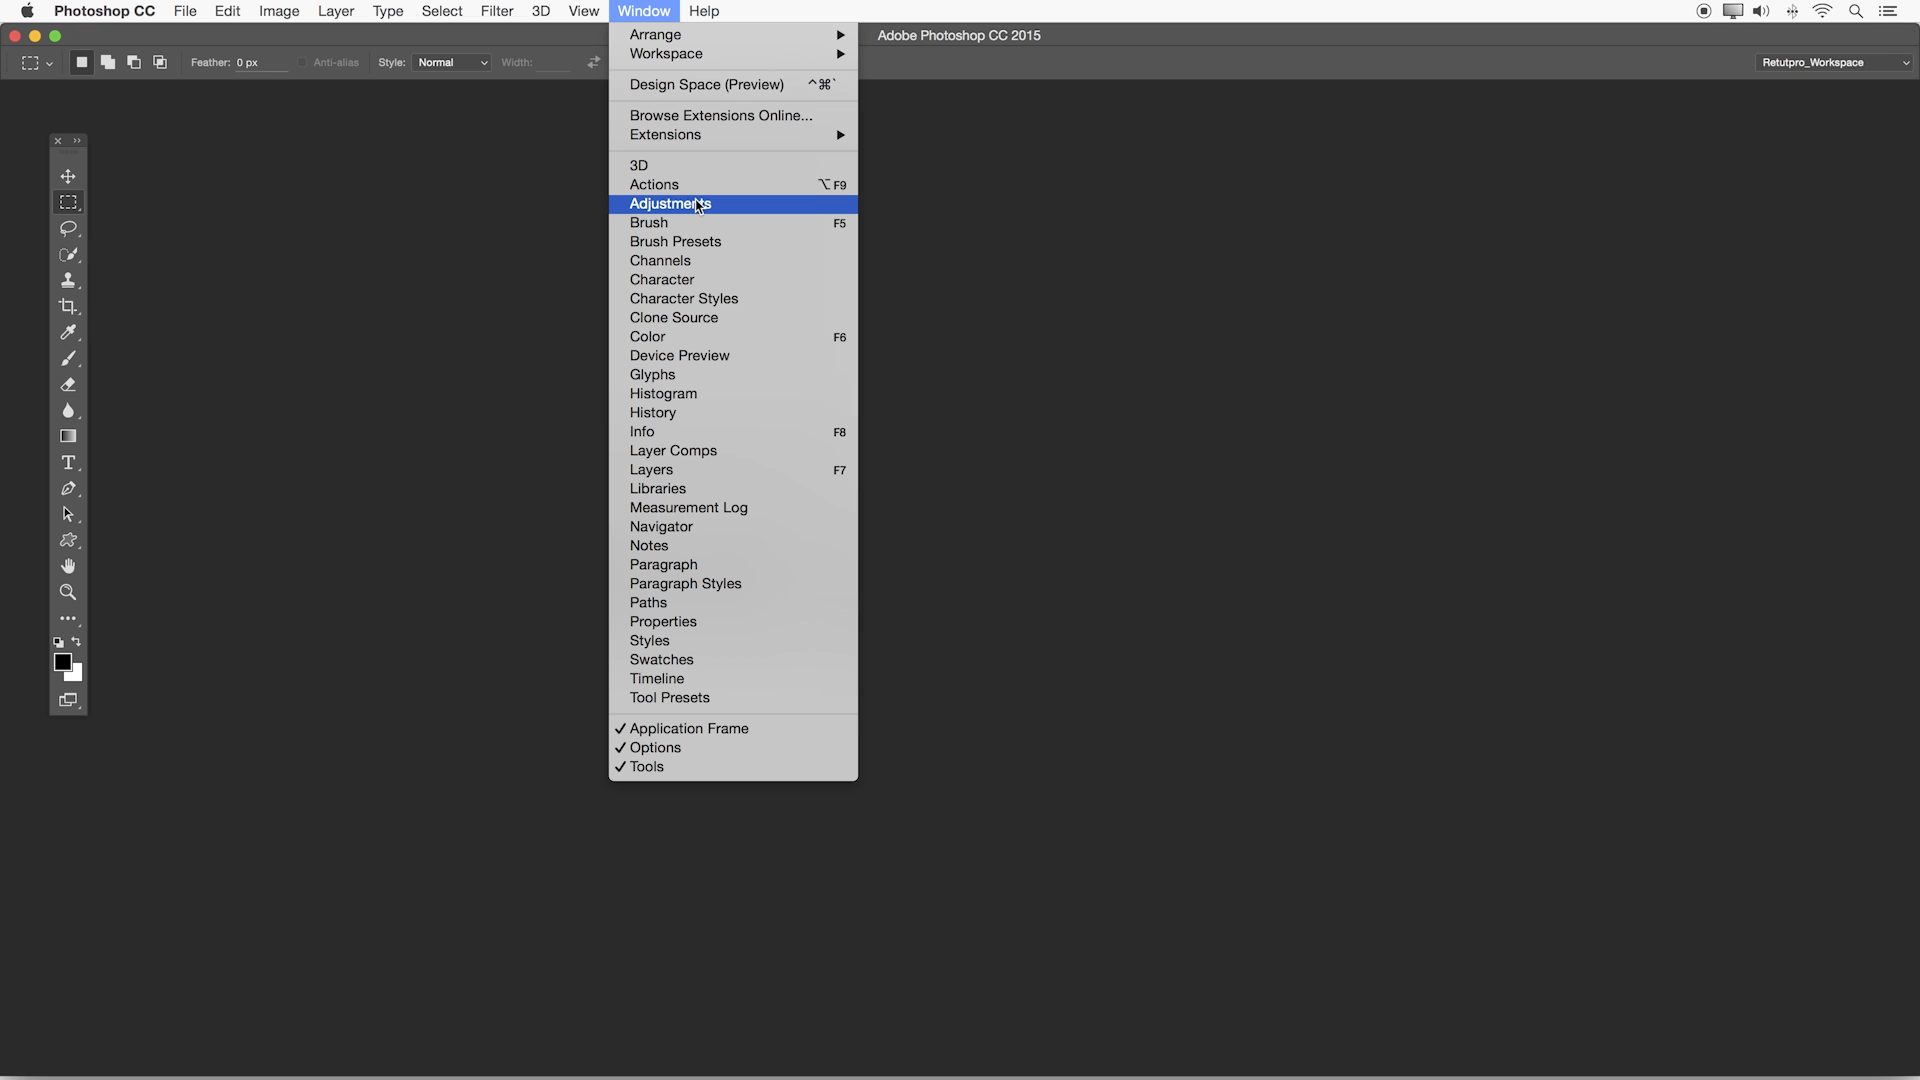 Photoshop CC File Edit Image Layer Type Select Filter 3D View Window Help
Adobe Photoshop CC 2015
Feather: 0 px Anti-alias Style: Normal Width:
Retutpro_Workspace
Arrange
Workspace
Design Space (Preview) ^⌘`
Browse Extensions Online...
Extensions
3D
Actions ⌥F9
Adjustments
Brush F5
Brush Presets
Channels
Character
Character Styles
Clone Source
Color F6
Device Preview
Glyphs
Histogram
History
Info F8
Layer Comps
Layers F7
Libraries
Measurement Log
Navigator
Notes
Paragraph
Paragraph Styles
Paths
Properties
Styles
Swatches
Timeline
Tool Presets
✓ Application Frame
✓ Options
✓ Tools